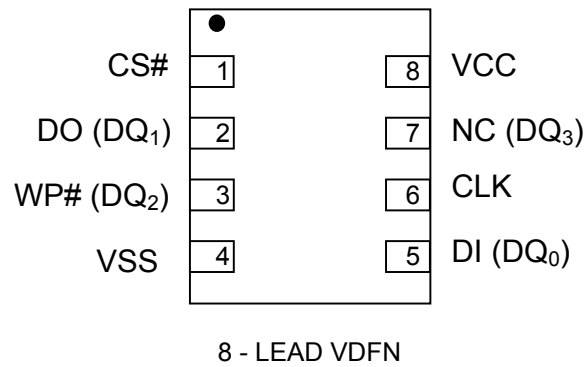 CS# 1 8 VCC
DO (DQ₁) 2 7 NC (DQ₃)
WP# (DQ₂) 3 6 CLK
VSS 4 5 DI (DQ₀)
8 - LEAD VDFN